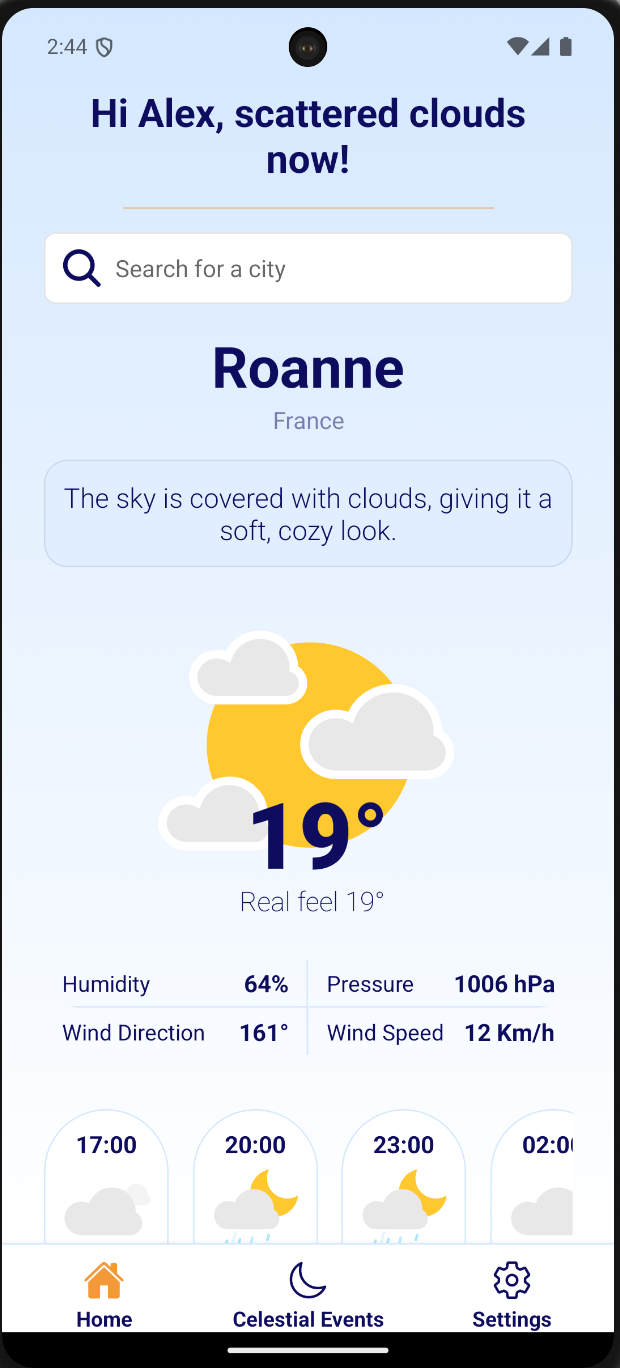 2:44
Hi Alex, scattered clouds
now!
Search for a city
Roanne
France
The sky is covered with clouds, giving it a
soft, cozy look.
19°
Real feel 19°
Humidity 64% Pressure 1006 hPa
Wind Direction 161° Wind Speed 12 Km/h
17:00 20:00 23:00 02:00
Home Celestial Events Settings